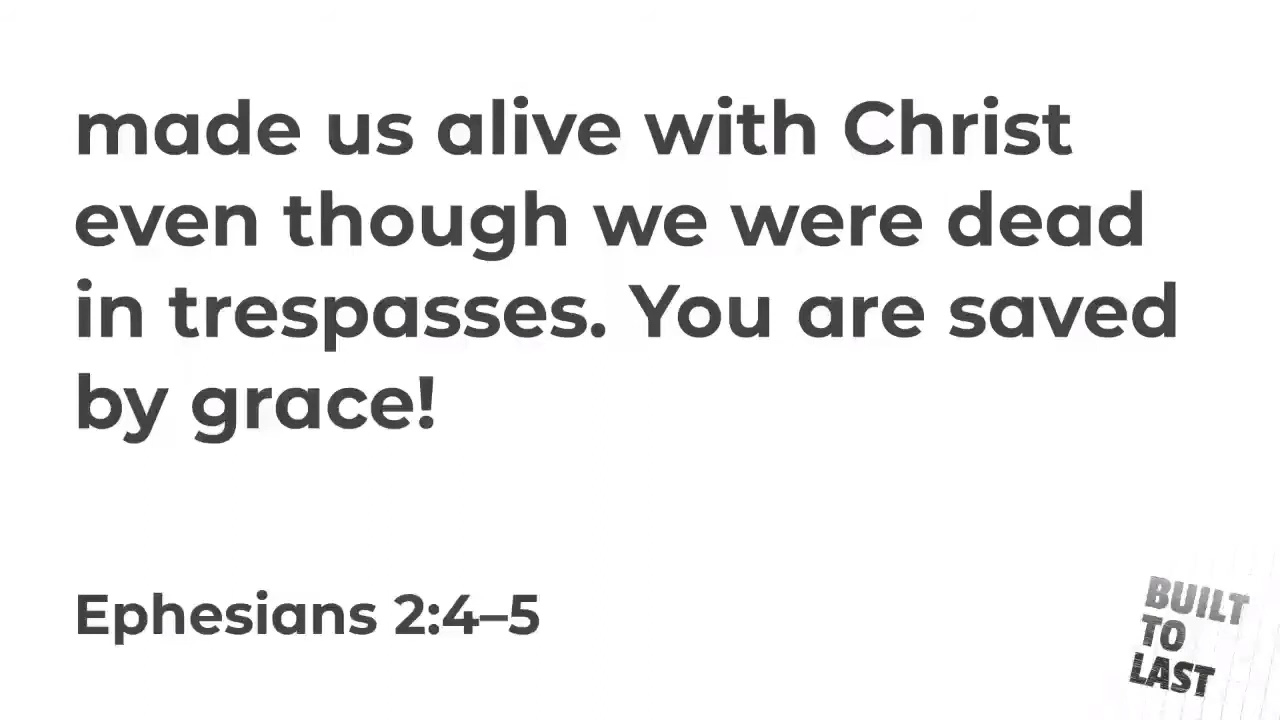 made us alive with Christ
even though we were dead
in trespasses. You are saved
by grace!
Ephesians 2:4–5
BUILT
TO
LAST